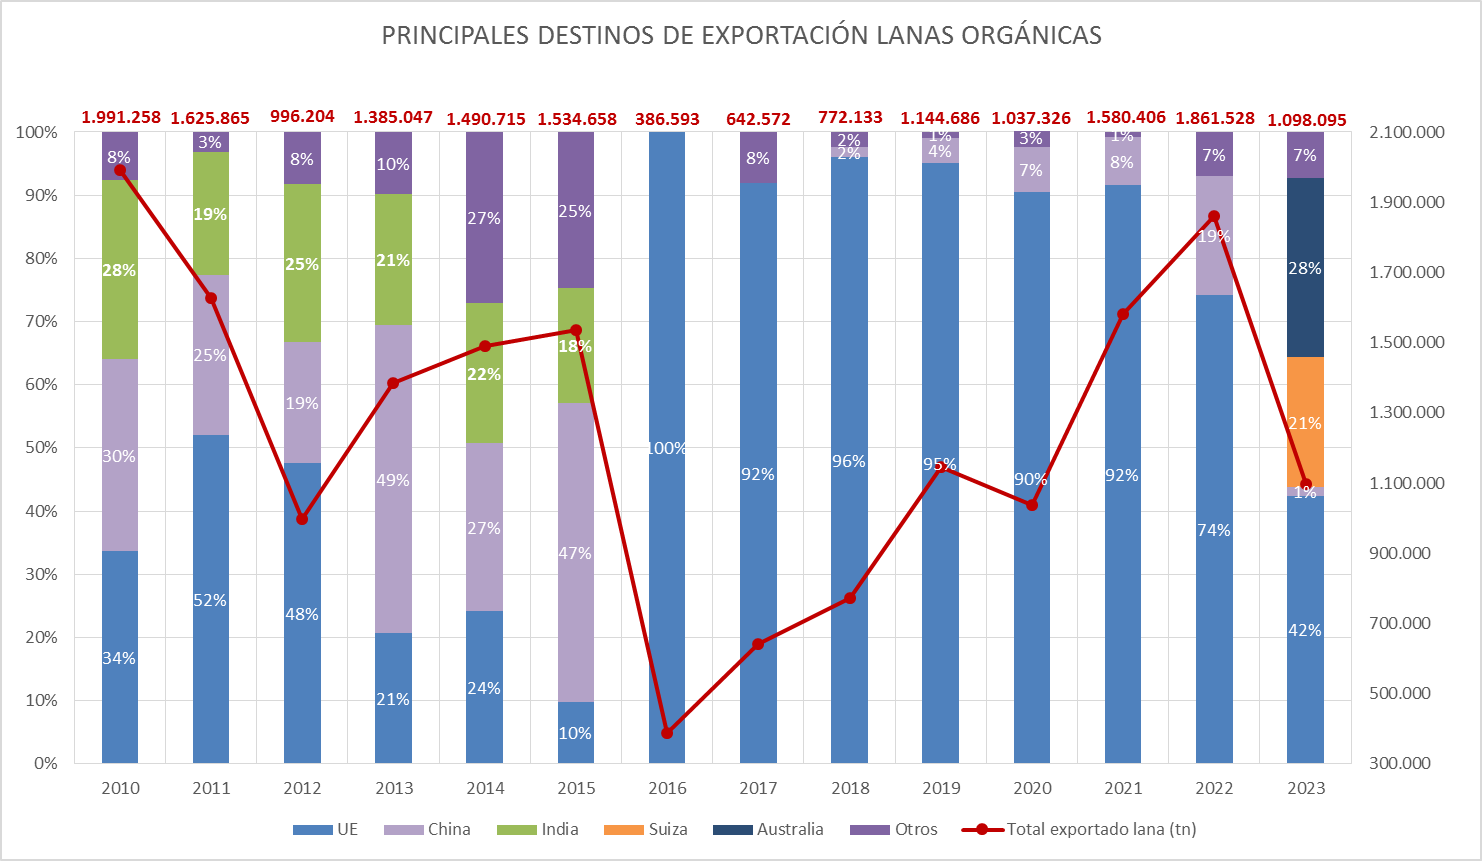 PRINCIPALES DESTINOS DE EXPORTACIÓN LANAS ORGÁNICAS
1.991.258 1.625.865 996.204 1.385.047 1.490.715 1.534.658 386.593 642.572 772.133 1.144.686 1.037.326 1.580.406 1.861.528 1.098.095
100% 2.100.000
90% 1.900.000
80% 1.700.000
70% 1.500.000
60% 1.300.000
50% 1.100.000
40% 900.000
30% 700.000
20% 500.000
10% 300.000
0%
8% 28% 30% 34%
3% 19% 25% 52%
8% 25% 19% 48%
10% 21% 49% 21%
27% 22% 27% 24%
25% 18% 47% 10%
100%
8% 92%
2% 2% 96%
1% 4% 95%
3% 7% 90%
1% 8% 92%
7% 19% 74%
7% 28% 21% 1% 42%
2010 2011 2012 2013 2014 2015 2016 2017 2018 2019 2020 2021 2022 2023
UE China India Suiza Australia Otros Total exportado lana (tn)